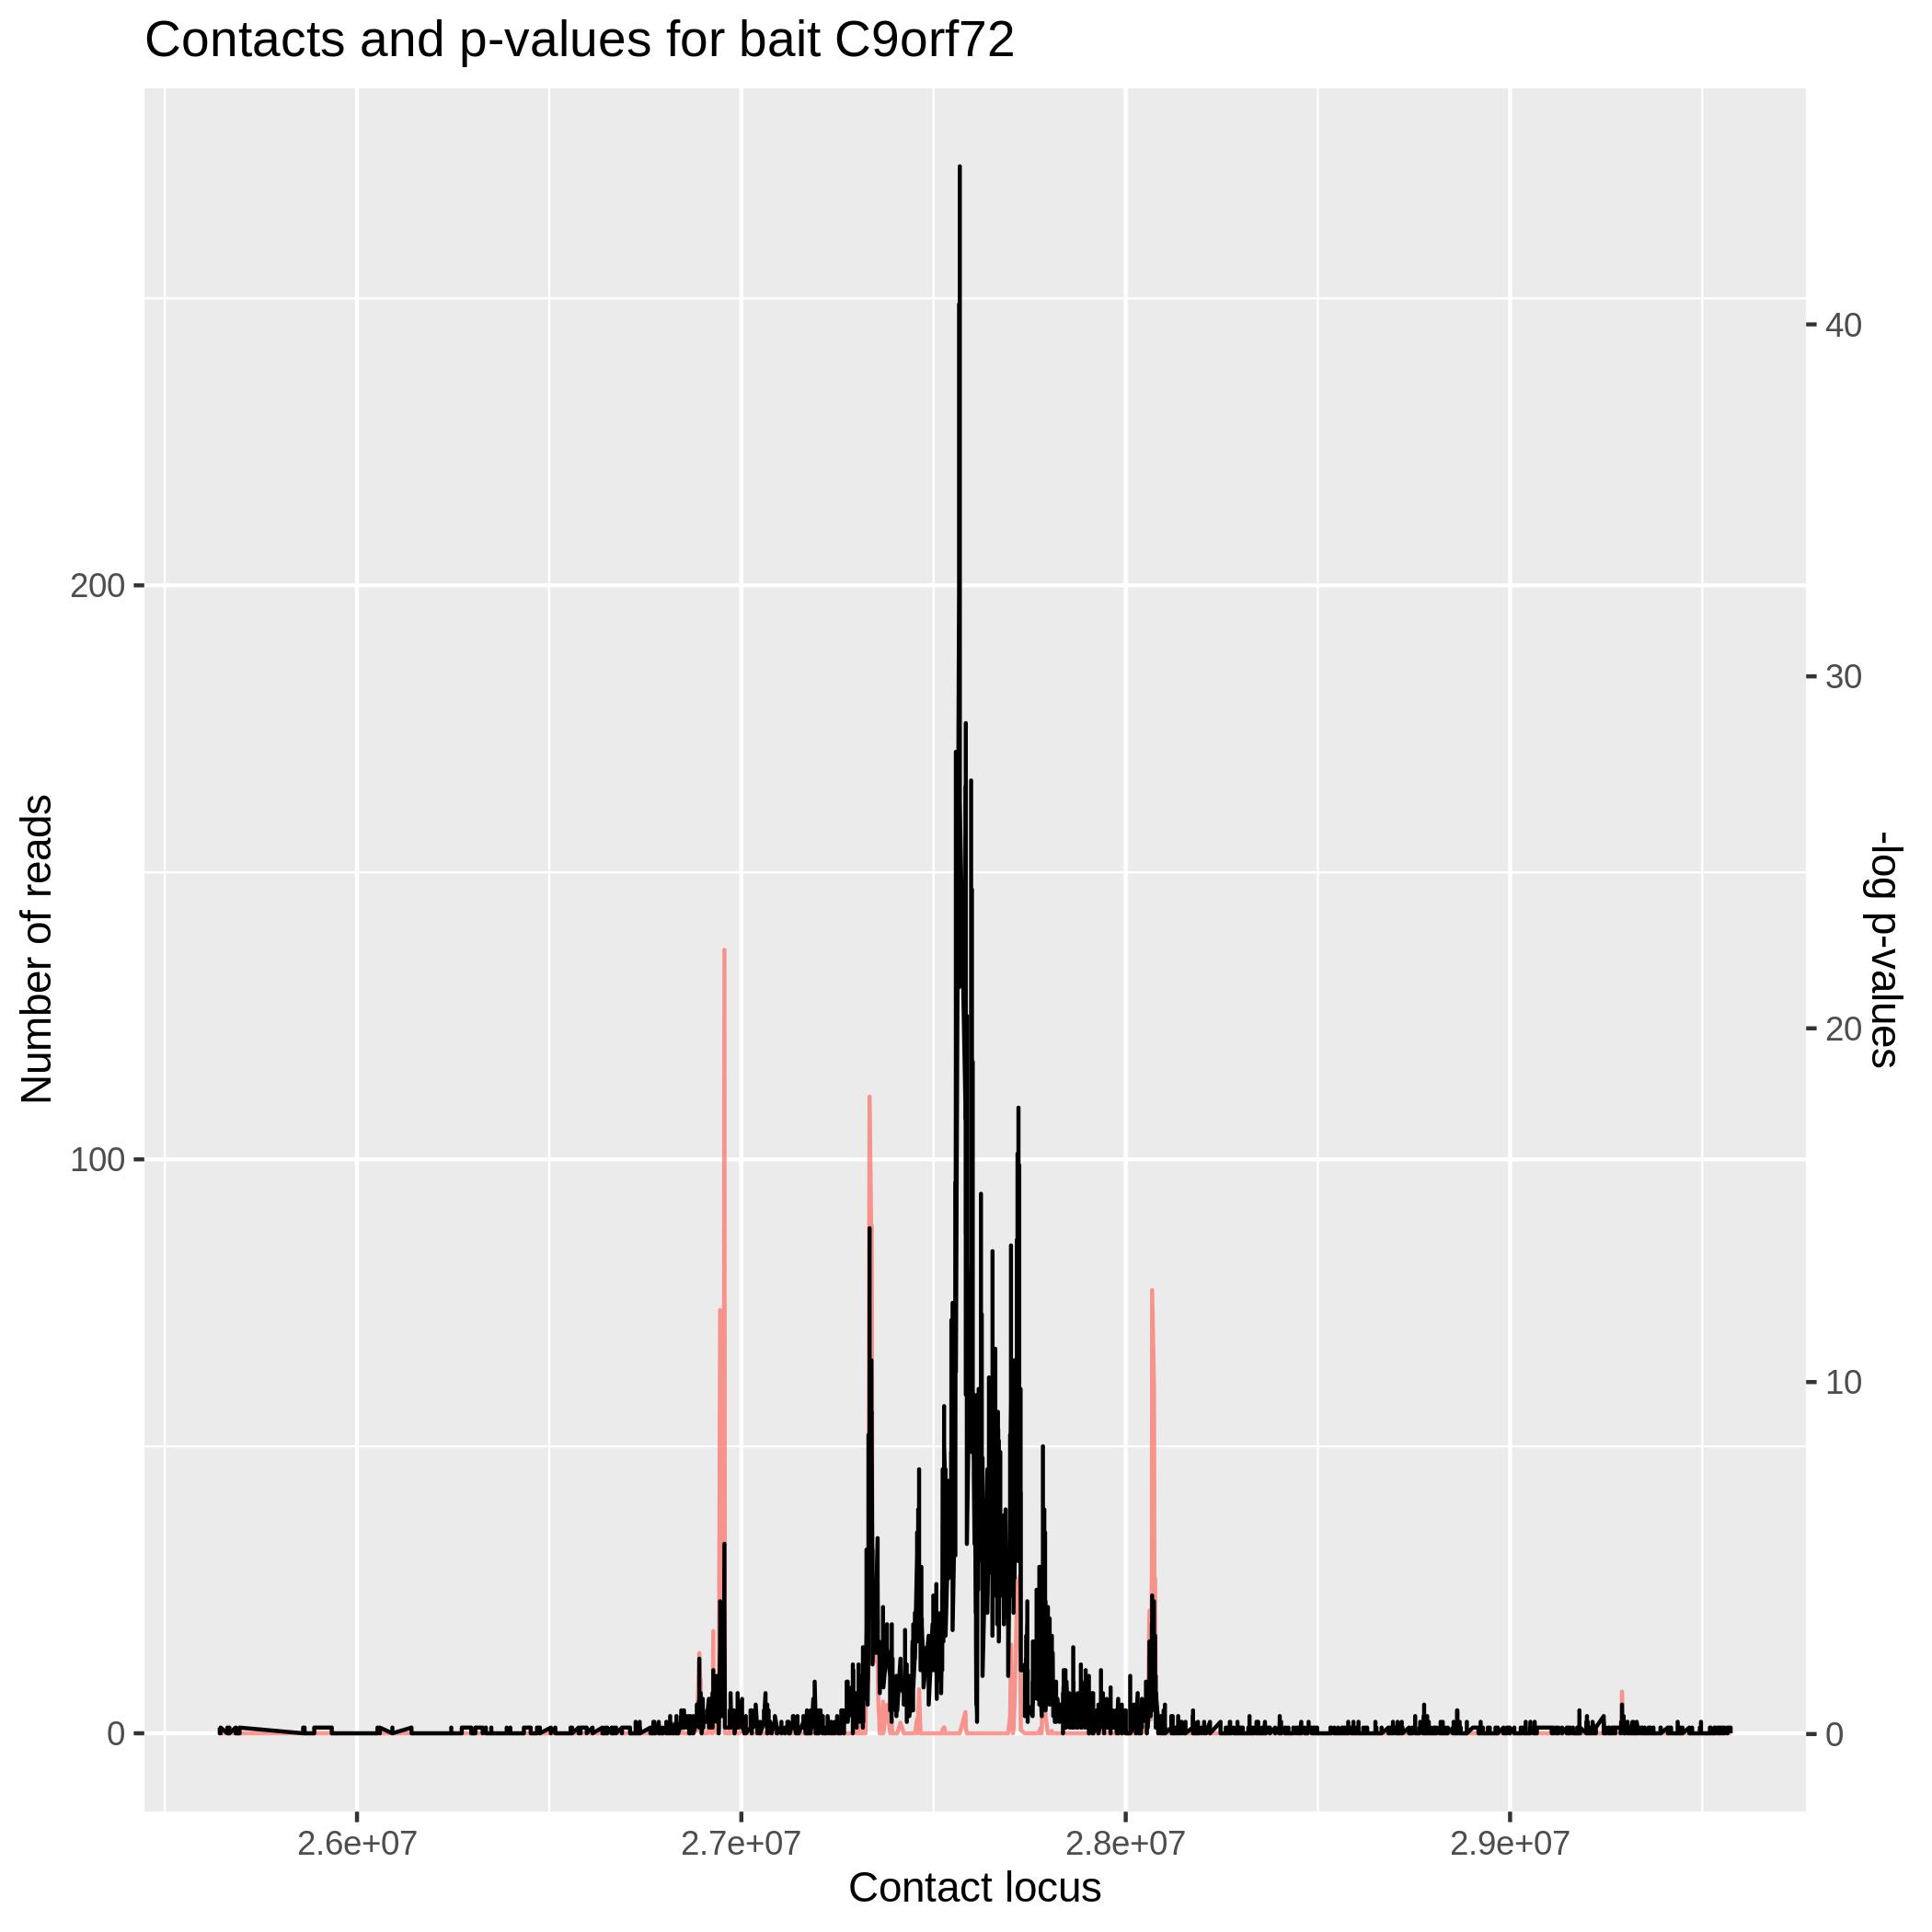 Contacts and p-values for bait C9orf72
Number of reads
200
100
0
40
30
20
10
0
-log p-values
2.6e+07
2.7e+07
2.8e+07
2.9e+07
Contact locus